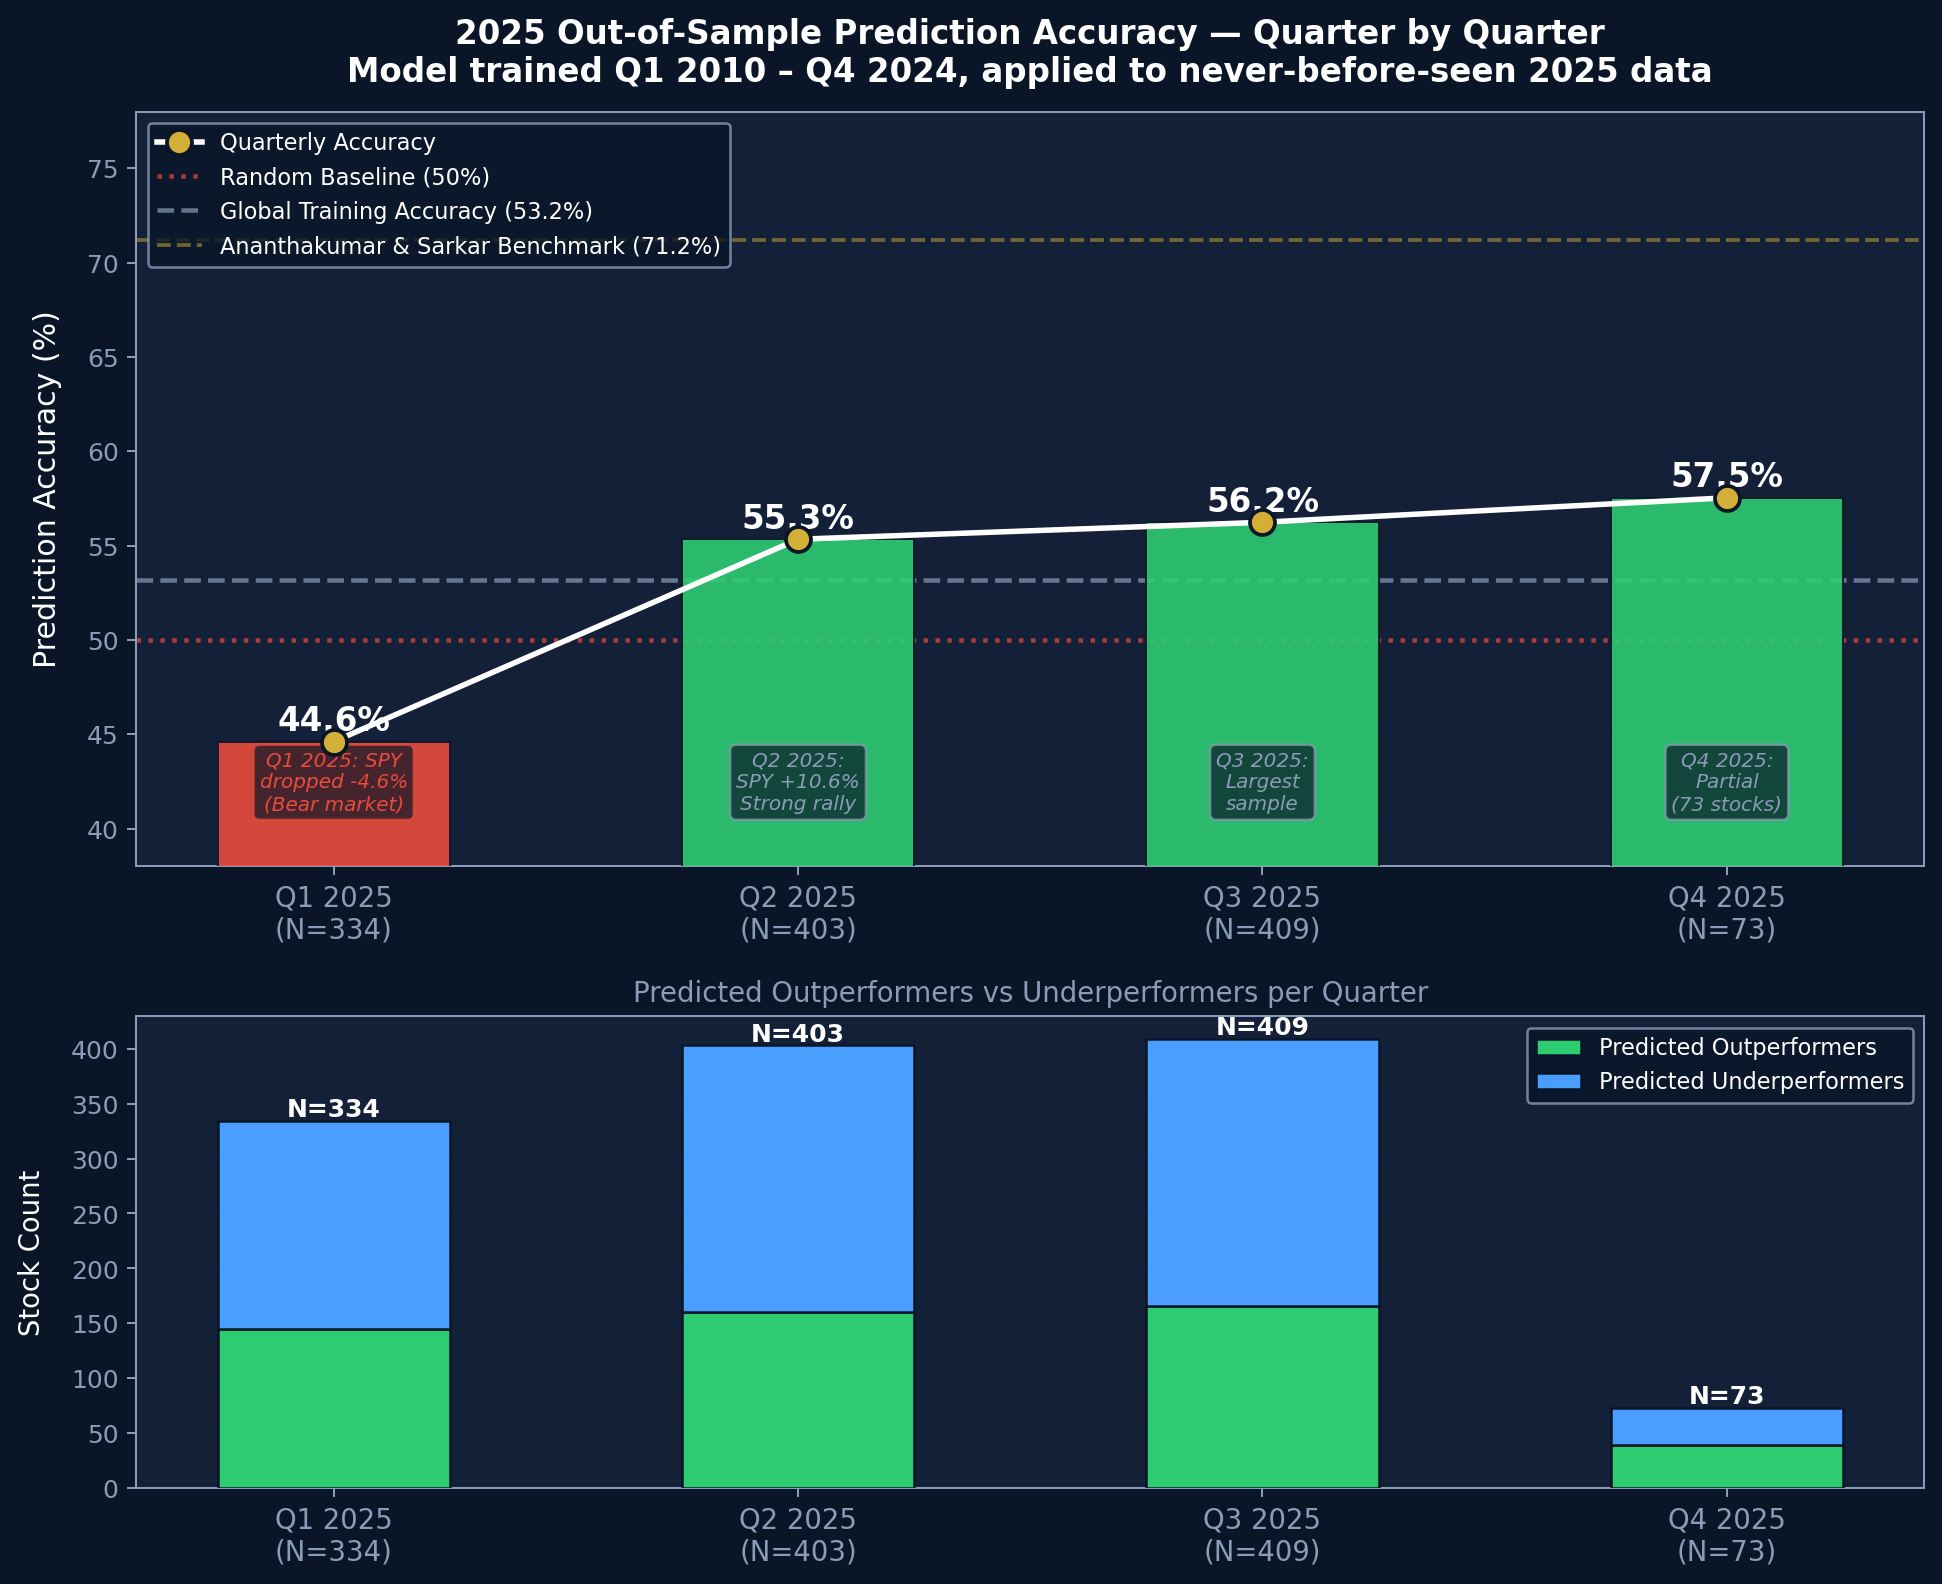 2025 Out-of-Sample Prediction Accuracy — Quarter by Quarter
Model trained Q1 2010 – Q4 2024, applied to never-before-seen 2025 data
Quarterly Accuracy
Random Baseline (50%)
Global Training Accuracy (53.2%)
Ananthakumar & Sarkar Benchmark (71.2%)
Prediction Accuracy (%)
75
70
65
60
55
50
45
40
44.6%
55.3%
56.2%
57.5%
Q1 2025: SPY
dropped -4.6%
(Bear market)
Q2 2025:
SPY +10.6%
Strong rally
Q3 2025:
Largest
sample
Q4 2025:
Partial
(73 stocks)
Q1 2025
(N=334)
Q2 2025
(N=403)
Q3 2025
(N=409)
Q4 2025
(N=73)
Predicted Outperformers vs Underperformers per Quarter
Predicted Outperformers
Predicted Underperformers
Stock Count
400
350
300
250
200
150
100
50
0
N=334
N=403
N=409
N=73
Q1 2025
(N=334)
Q2 2025
(N=403)
Q3 2025
(N=409)
Q4 2025
(N=73)